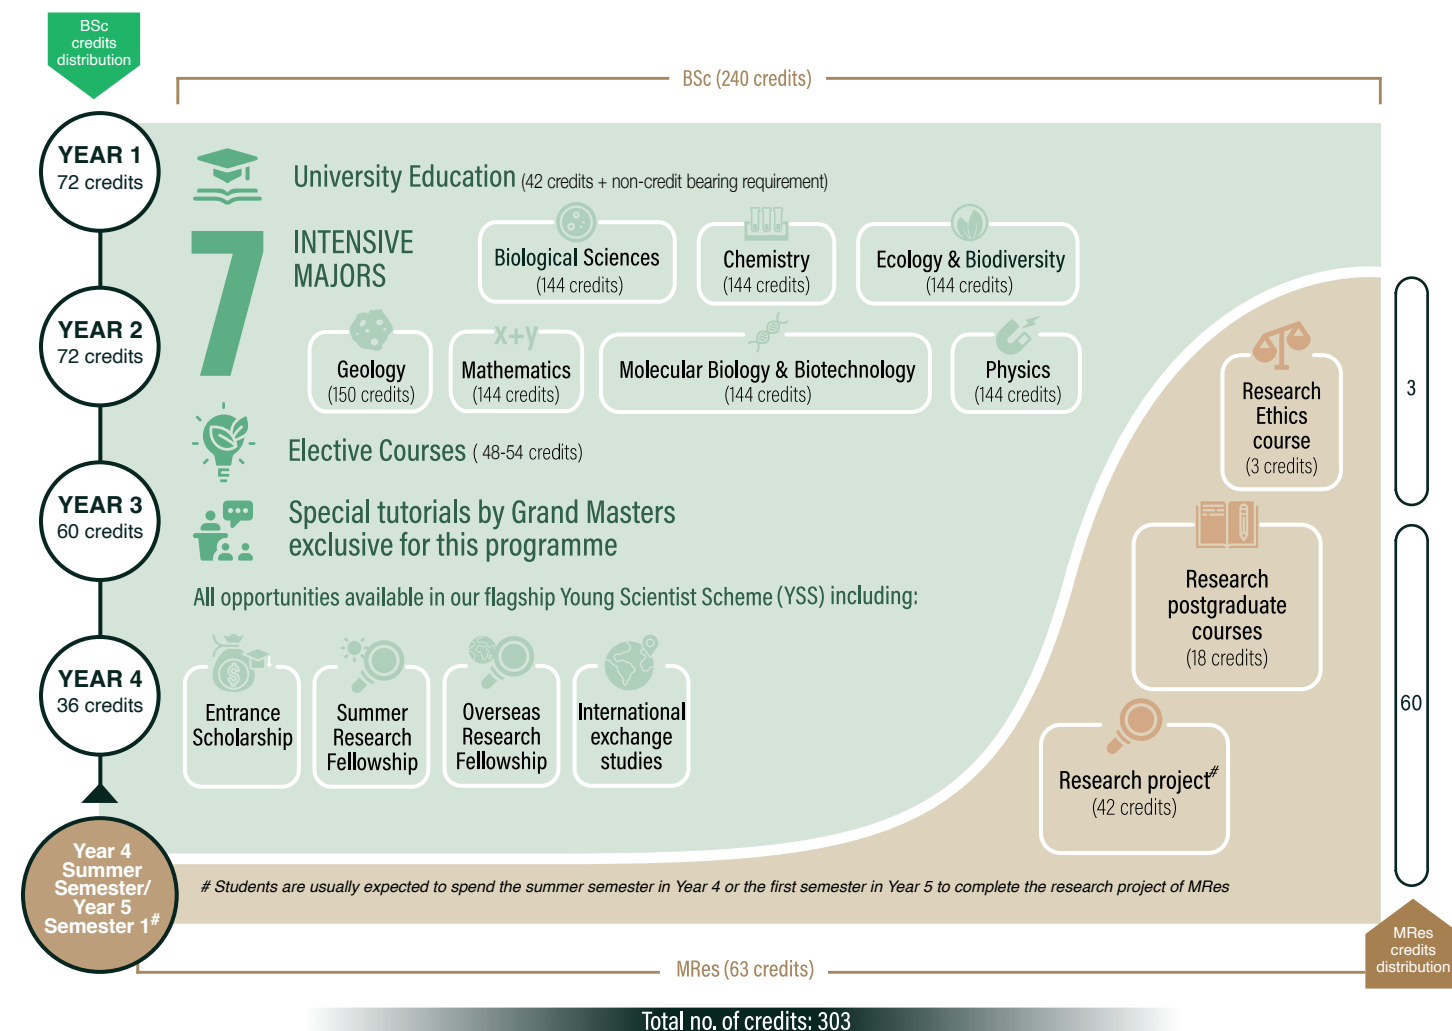 BSc
credits
distribution
BSc (240 credits)
YEAR 1
72 credits
University Education (42 credits + non-credit bearing requirement)
7
INTENSIVE
MAJORS
Biological Sciences
(144 credits)
Chemistry
(144 credits)
Ecology & Biodiversity
(144 credits)
YEAR 2
72 credits
Geology
(150 credits)
x+y
Mathematics
(144 credits)
Molecular Biology & Biotechnology
(144 credits)
Physics
(144 credits)
Research
Ethics
course
(3 credits)
3
Elective Courses ( 48-54 credits)
YEAR 3
60 credits
Special tutorials by Grand Masters
exclusive for this programme
Research
postgraduate
courses
(18 credits)
All opportunities available in our flagship Young Scientist Scheme (YSS) including:
YEAR 4
36 credits
$
Entrance
Scholarship
Summer
Research
Fellowship
Overseas
Research
Fellowship
International
exchange
studies
60
Research project#
(42 credits)
Year 4
Summer
Semester/
Year 5
Semester 1#
# Students are usually expected to spend the summer semester in Year 4 or the first semester in Year 5 to complete the research project of MRes
MRes
credits
distribution
MRes (63 credits)
Total no. of credits: 303